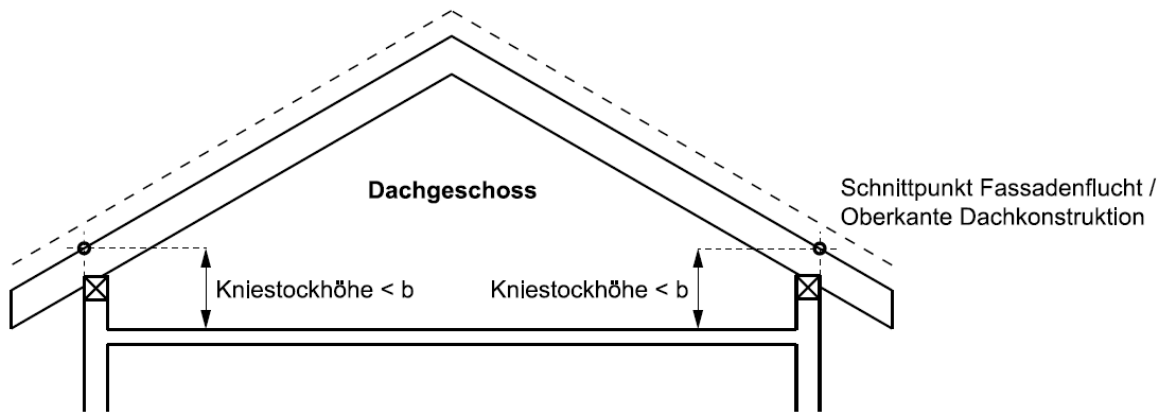 Dachgeschoss
Schnittpunkt Fassadenflucht /
Oberkante Dachkonstruktion
Kniestockhöhe < b
Kniestockhöhe < b